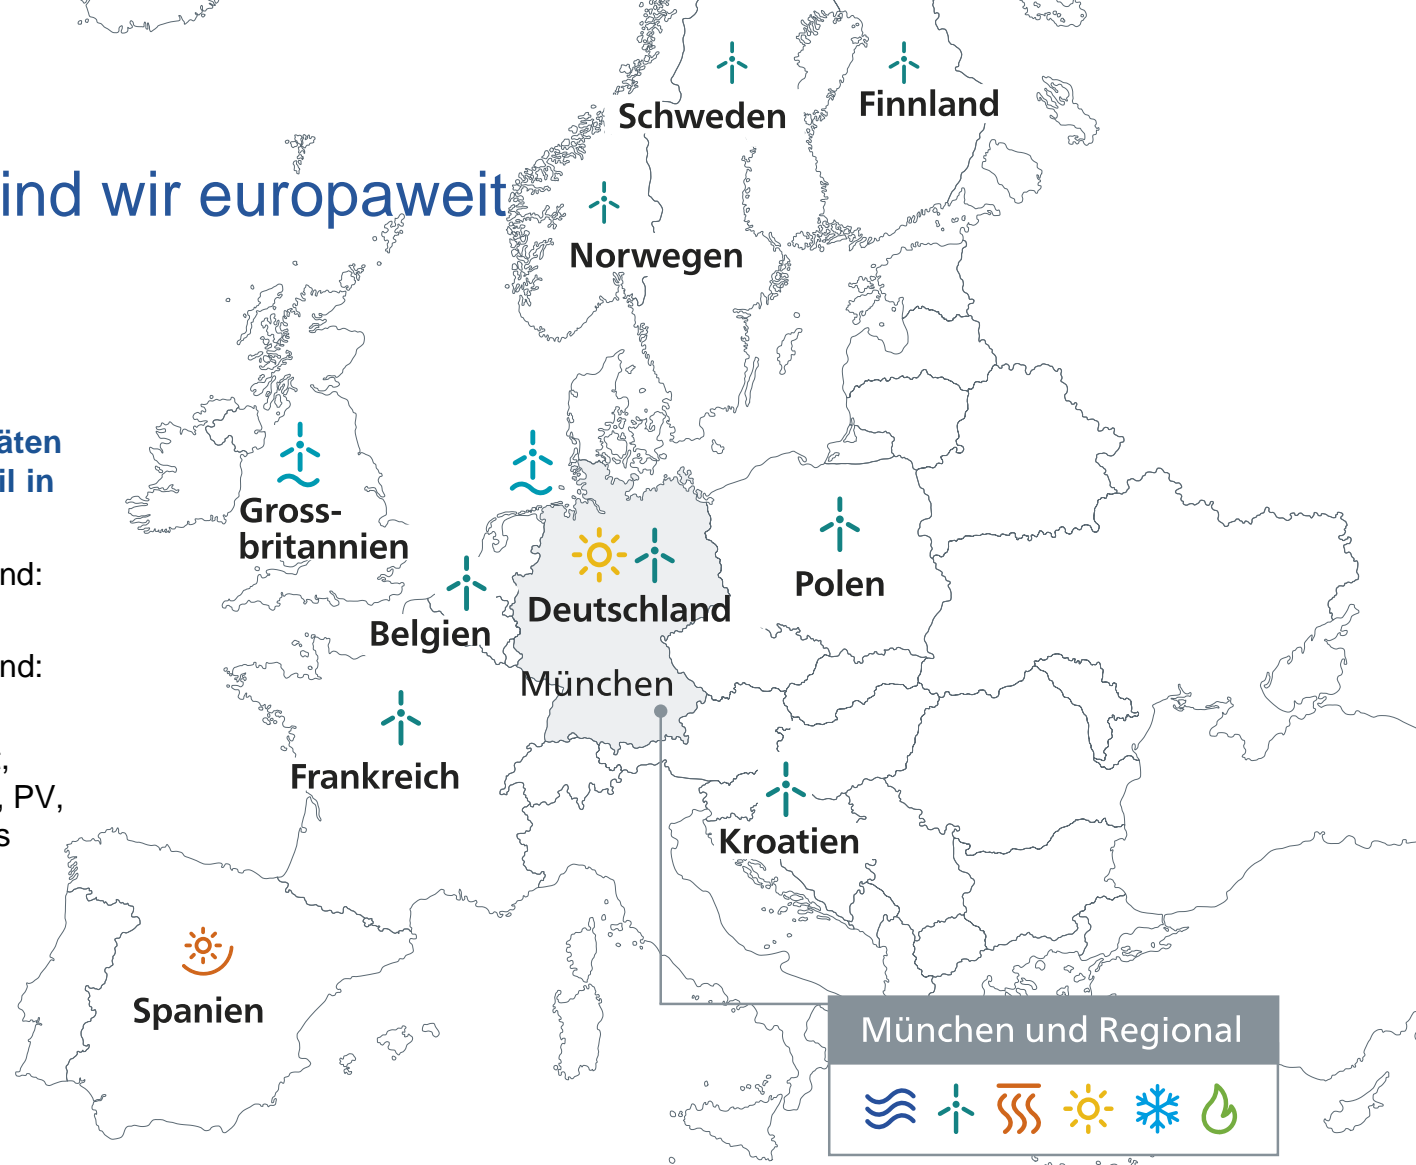 Schweden
Finnland
ind wir europaweit
Norwegen
äten
il in
Gross-
britannien
nd:
Polen
Deutschland
Belgien
nd:
München
Frankreich
, PV,
s
Kroatien
Spanien
München und Regional